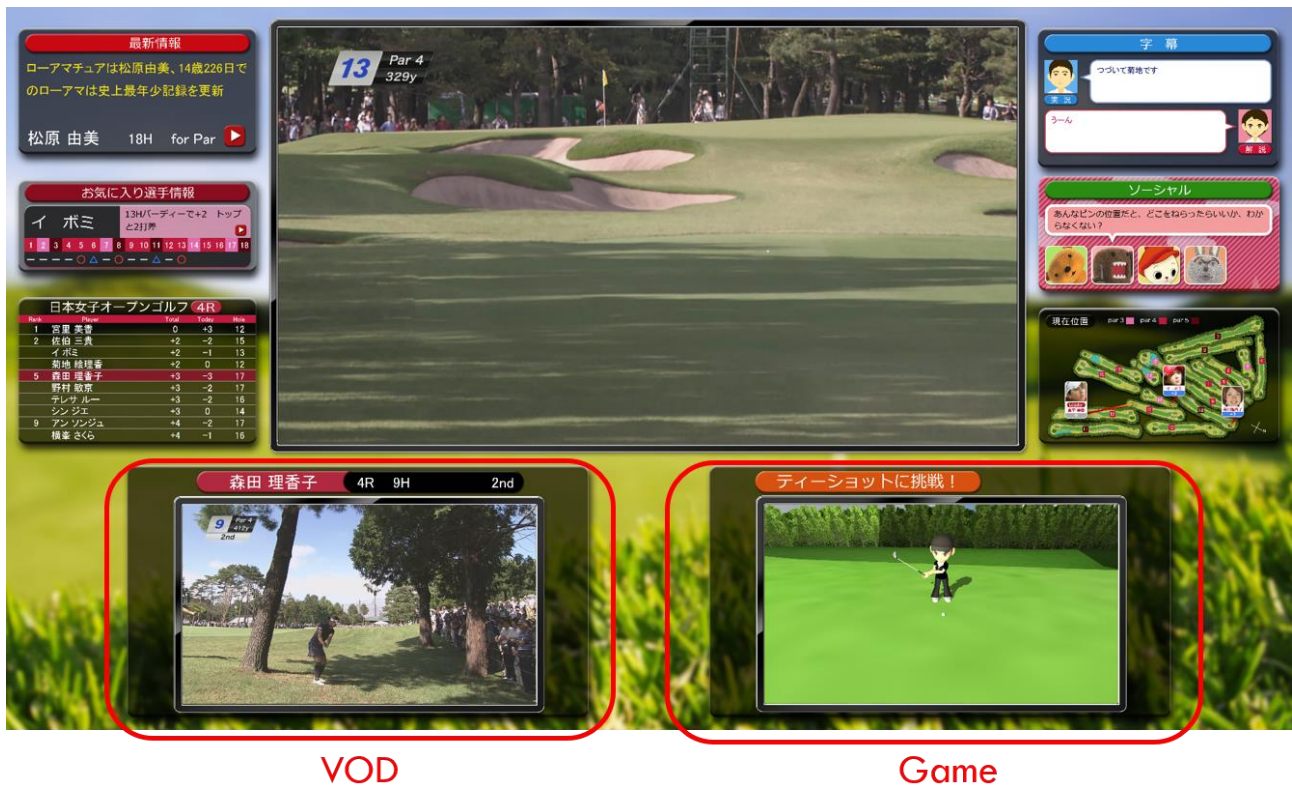 最新情報
ローアマチュアは松原由美、14歳226日で
のローアマは史上最年少記録を更新
松原 由美 18H for Par
お気に入り選手情報
イ ボミ
13Hバーディーで+2 トップ
と2打差
1 2 3 4 5 6 7 8 9 10 11 12 13 14 15 16 17 18
日本女子オープンゴルフ 4R
Rank Player Total Today Hole
1 宮里 美香 0 +3 12
2 佐伯 三貴 +2 -2 15
イ ボミ +2 -1 13
菊地 絵理香 +2 0 12
5 森田 理香子 +3 -3 17
野村 敏京 +3 -2 17
テレサ ルー +3 -2 16
シン ジエ +3 0 14
9 アン ソンジュ +4 -2 17
横峯 さくら +4 -1 16
13 Par 4
329y
字 幕
つづいて菊地です
実 況
うーん
解 説
ソーシャル
あんなピンの位置だと、どこをねらったらいいか、わか
らなくない?
現在位置 par3 par4 par5
森田 理香子 4R 9H 2nd
9 Par 4
412y
2nd
ティーショットに挑戦!
VOD
Game